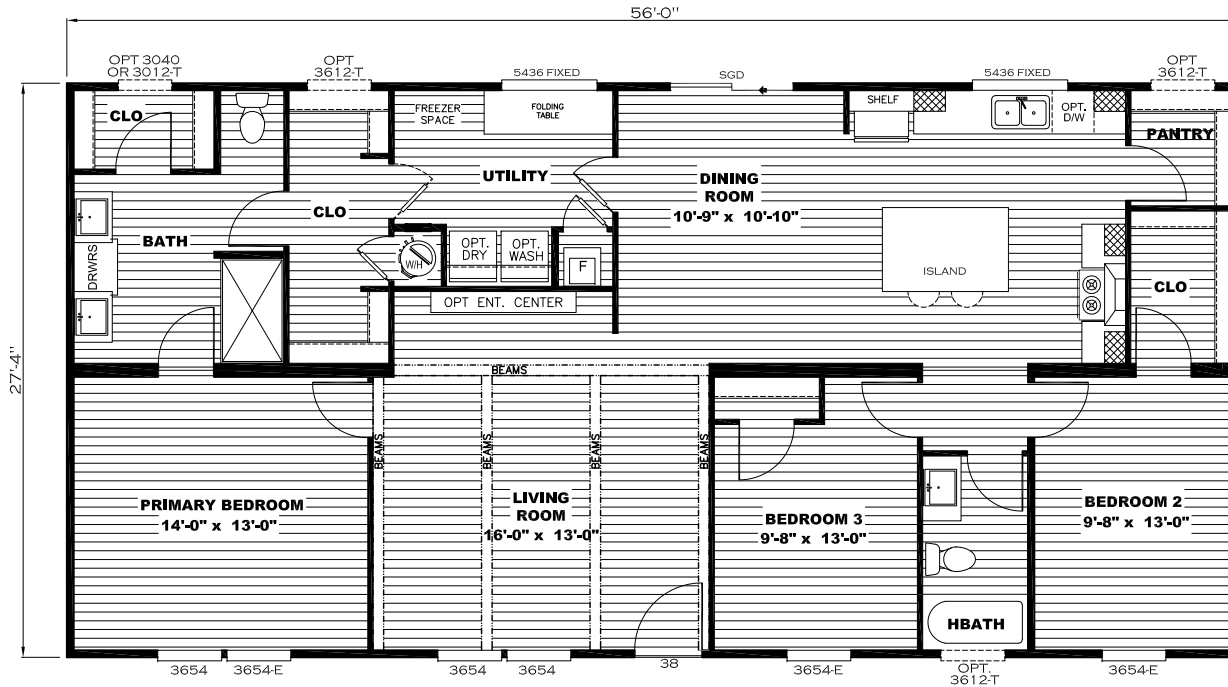 56'-0"
OPT 3040
OR 3012-T
OPT
3612-T
5436 FIXED
SGD
5436 FIXED
OPT
3612-T
CLO
FREEZER
SPACE
FOLDING
TABLE
SHELF
OPT.
D/W
PANTRY
UTILITY
DINING
ROOM
10'-9" x 10'-10"
CLO
BATH
DRWRS
W/H
OPT.
DRY
OPT.
WASH
F
ISLAND
CLO
OPT ENT. CENTER
27'-4"
BEAMS
BEAMS
BEAMS
BEAMS
BEAMS
PRIMARY BEDROOM
14'-0" x 13'-0"
LIVING
ROOM
16'-0" x 13'-0"
BEDROOM 3
9'-8" x 13'-0"
BEDROOM 2
9'-8" x 13'-0"
HBATH
3654
3654-E
3654
3654
38
3654-E
OPT.
3612-T
3654-E